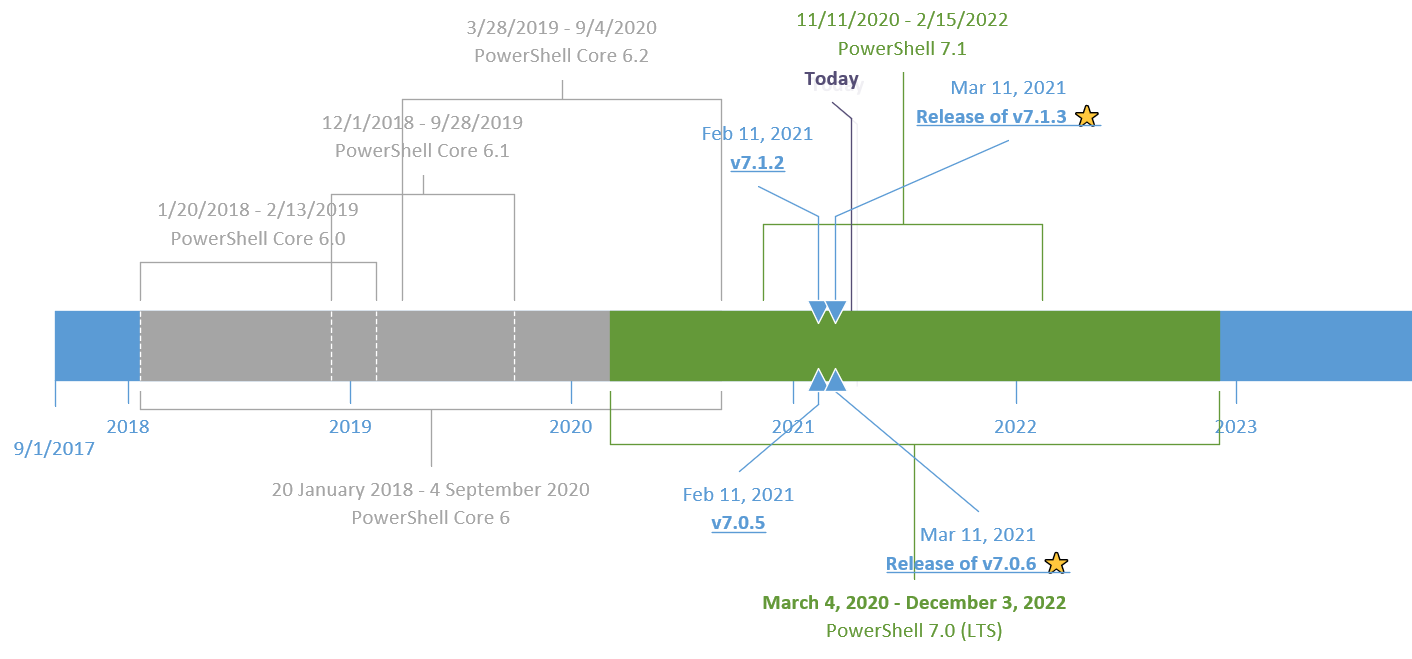 3/28/2019 - 9/4/2020
PowerShell Core 6.2
11/11/2020 - 2/15/2022
PowerShell 7.1
Today
Mar 11, 2021
Release of v7.1.3
12/1/2018 - 9/28/2019
PowerShell Core 6.1
Feb 11, 2021
v7.1.2
1/20/2018 - 2/13/2019
PowerShell Core 6.0
2018
2019
2020
2021
2022
2023
9/1/2017
20 January 2018 - 4 September 2020
PowerShell Core 6
Feb 11, 2021
v7.0.5
Mar 11, 2021
Release of v7.0.6
March 4, 2020 - December 3, 2022
PowerShell 7.0 (LTS)